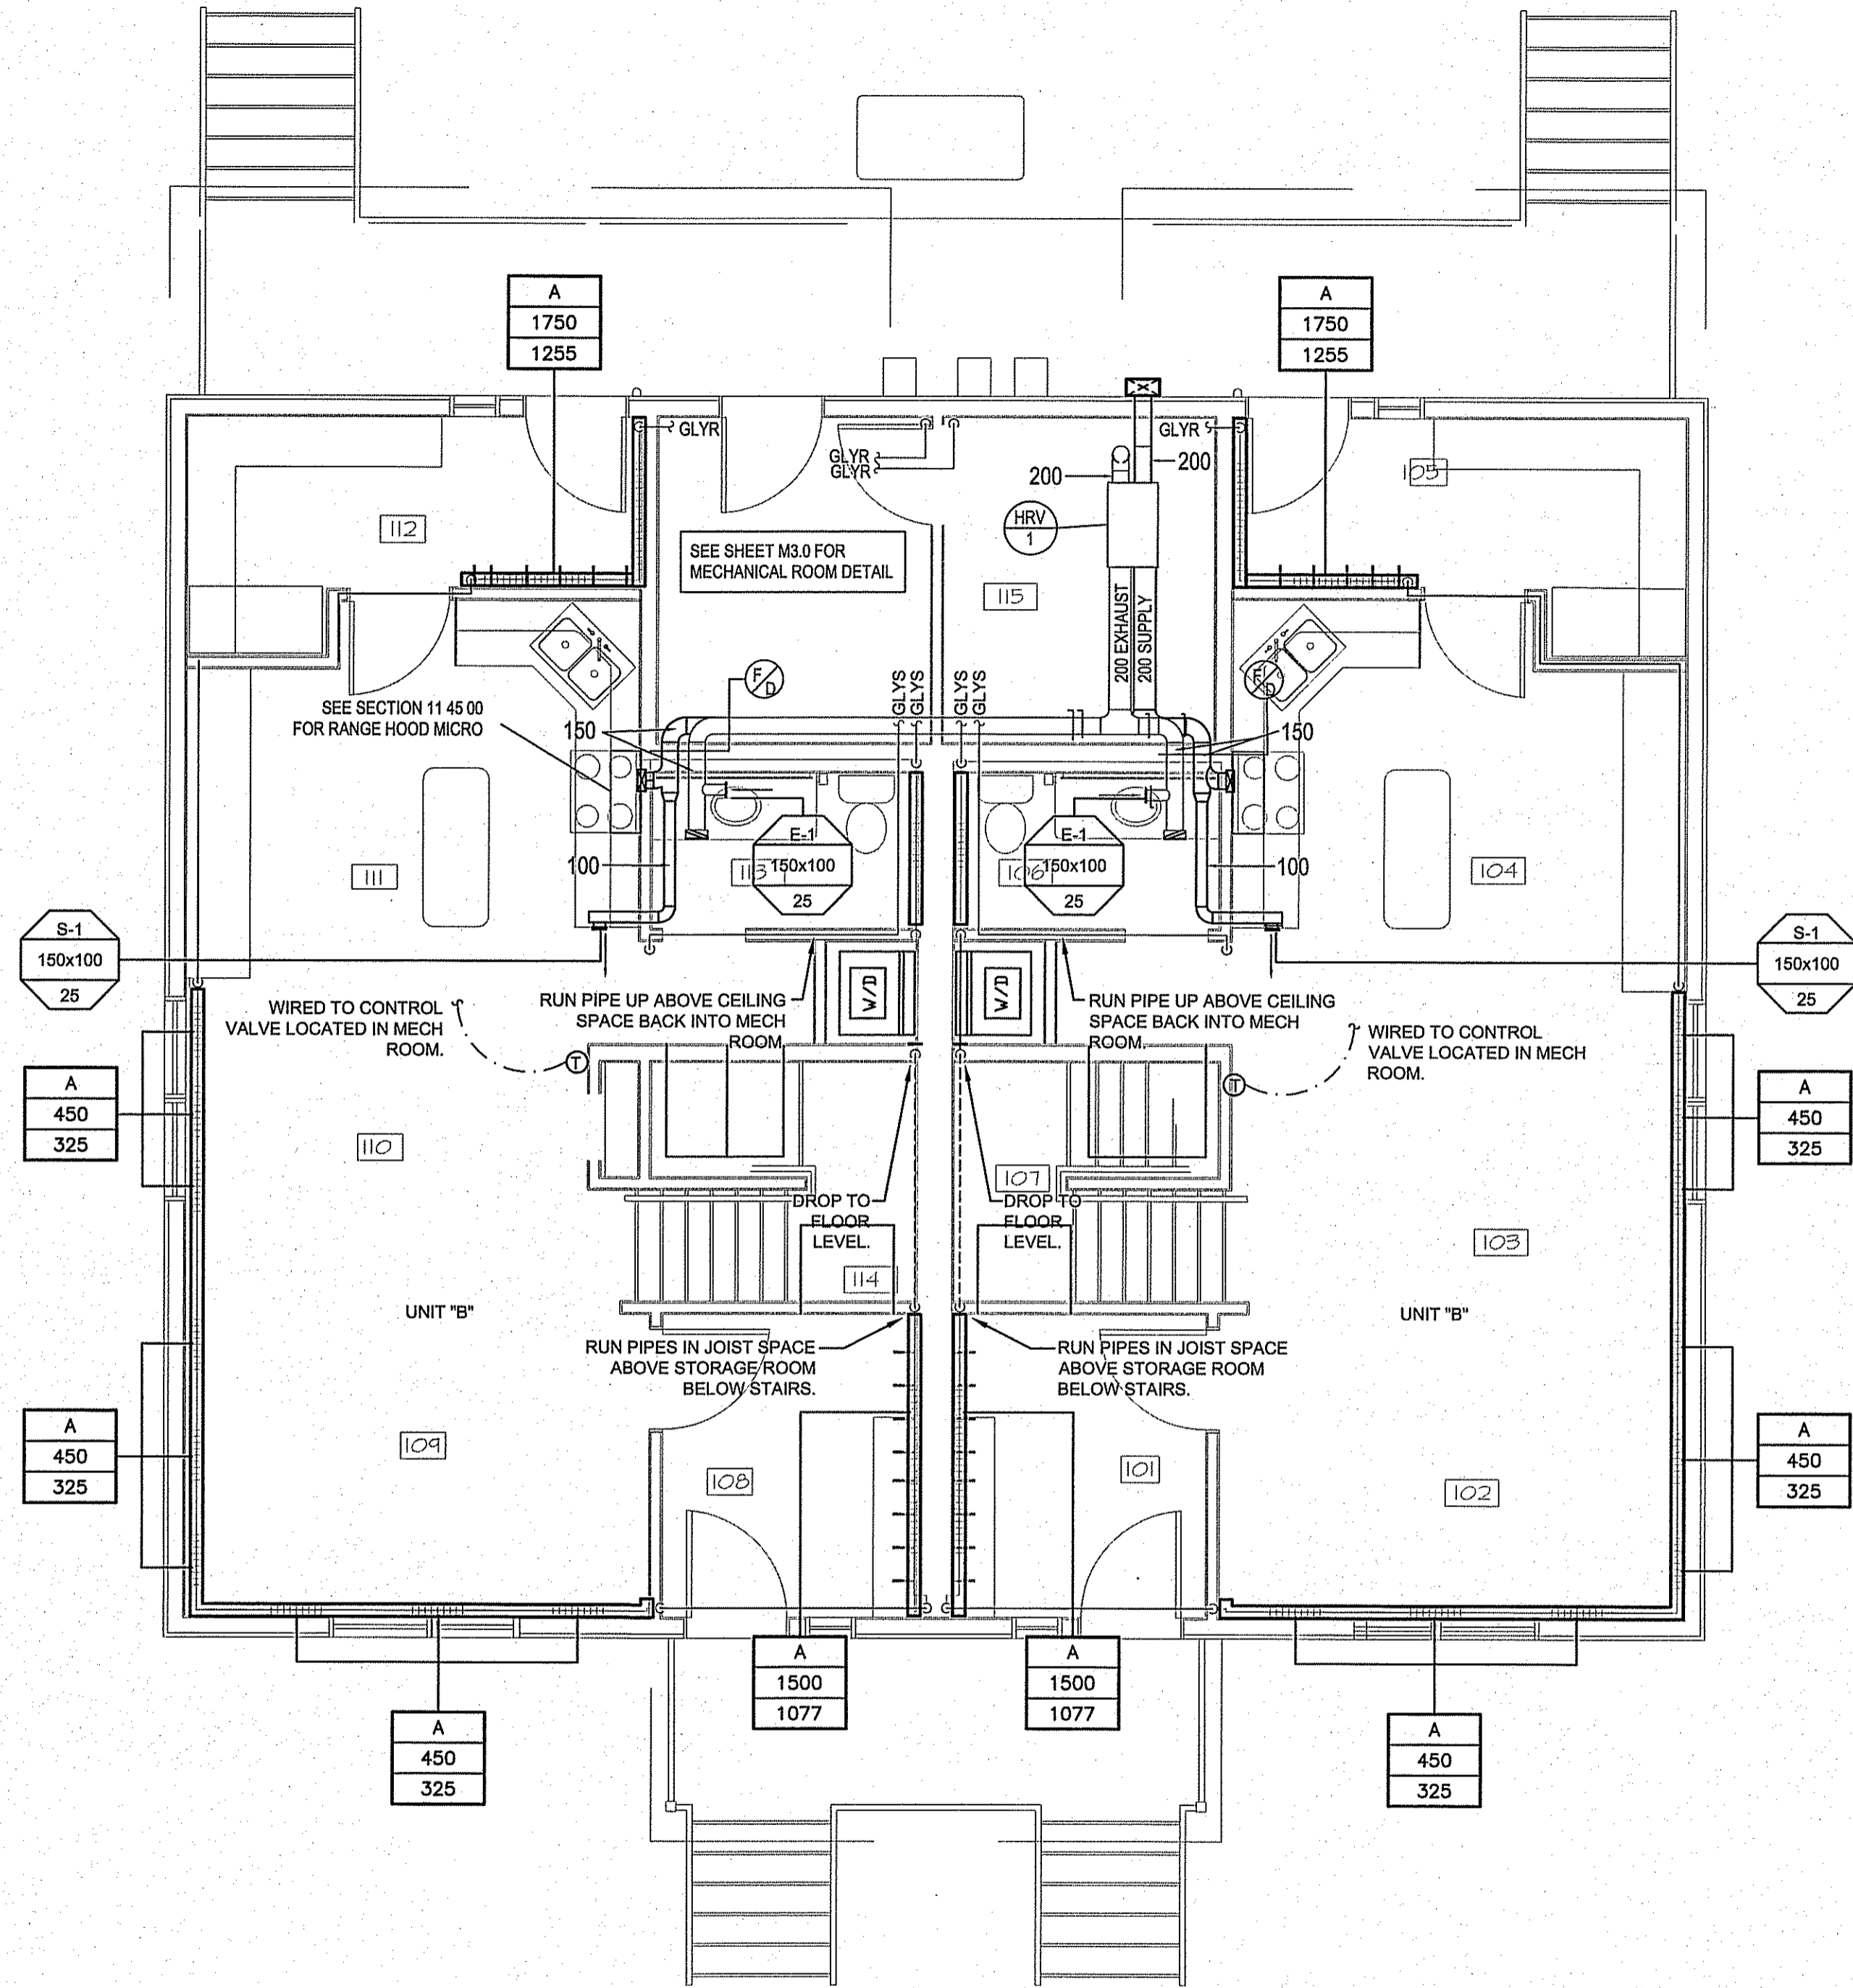 A
1750
1255
A
1750
1255
GLYR
GLYR
GLYR
GLYR
200
200
105
112
HRV
1
SEE SHEET M3.0 FOR
MECHANICAL ROOM DETAIL
115
200 EXHAUST
200 SUPPLY
F/D
F/D
GLYS
GLYS
GLYS
GLYS
SEE SECTION 11 45 00
FOR RANGE HOOD MICRO
150
150
E-1
150x100
25
E-1
150x100
25
100
100
111
113
106
104
S-1
150x100
25
S-1
150x100
25
W/D
W/D
WIRED TO CONTROL
VALVE LOCATED IN MECH
ROOM.
RUN PIPE UP ABOVE CEILING
SPACE BACK INTO MECH
ROOM
RUN PIPE UP ABOVE CEILING
SPACE BACK INTO MECH
ROOM.
WIRED TO CONTROL
VALVE LOCATED IN MECH
ROOM.
T
T
A
450
325
A
450
325
110
107
DROP TO
FLOOR
LEVEL.
DROP TO
FLOOR
LEVEL.
103
114
UNIT "B"
UNIT "B"
RUN PIPES IN JOIST SPACE
ABOVE STORAGE ROOM
BELOW STAIRS.
RUN PIPES IN JOIST SPACE
ABOVE STORAGE ROOM
BELOW STAIRS.
A
450
325
A
450
325
109
108
101
102
A
1500
1077
A
1500
1077
A
450
325
A
450
325